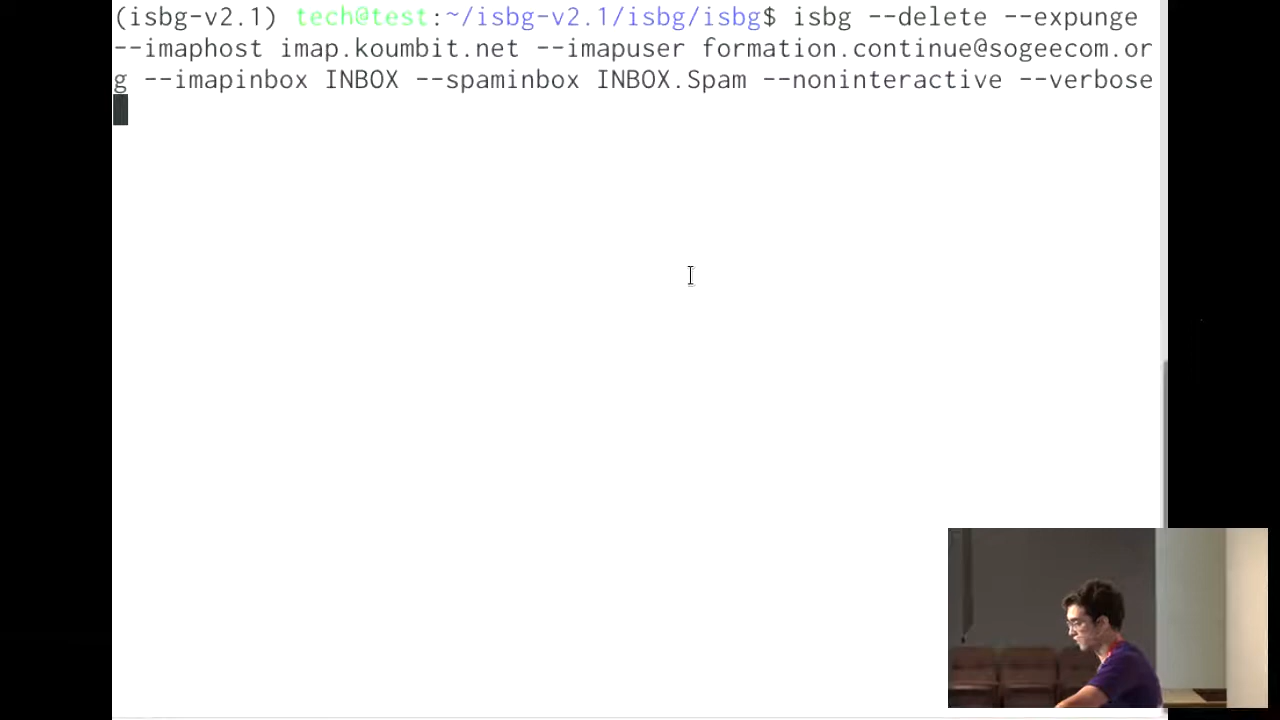 (isbg-v2.1) tech@test:~/isbg-v2.1/isbg/isbg$ isbg --delete --expunge
--imaphost imap.koumbit.net --imapuser formation.continue@sogeecom.or
g --imapinbox INBOX --spaminbox INBOX.Spam --noninteractive --verbose